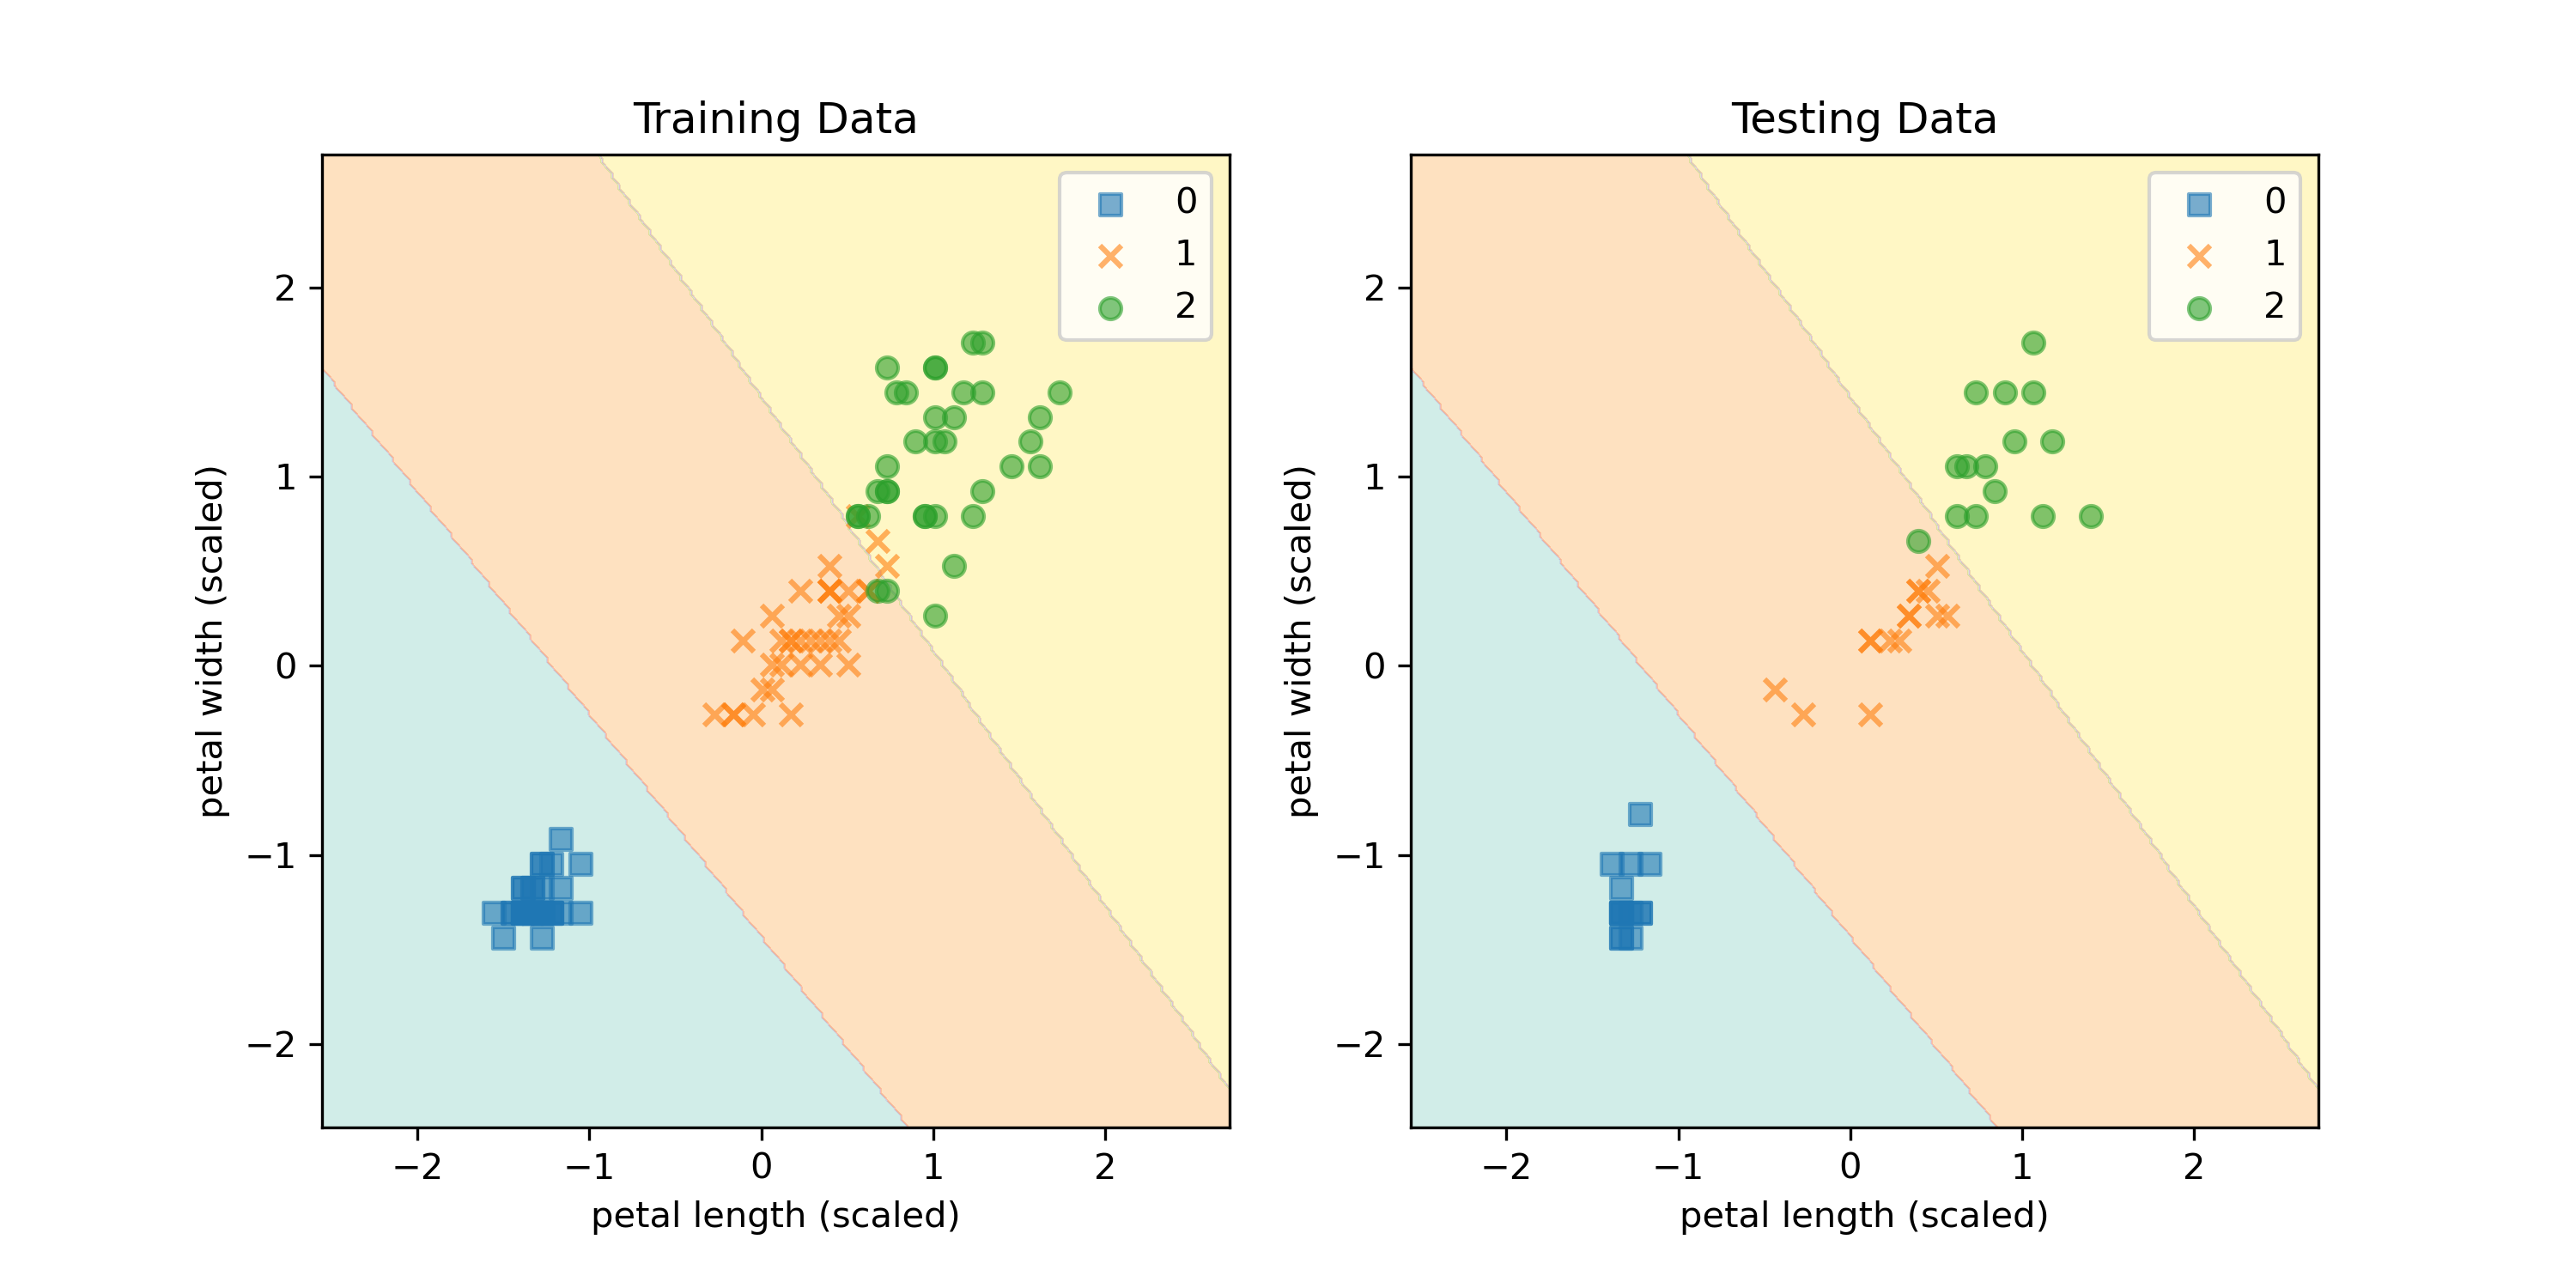 Training Data
0
1
2
2
1
0
−1
−2
petal width (scaled)
−2 −1 0 1 2
petal length (scaled)
Testing Data
0
1
2
2
1
0
−1
−2
petal width (scaled)
−2 −1 0 1 2
petal length (scaled)